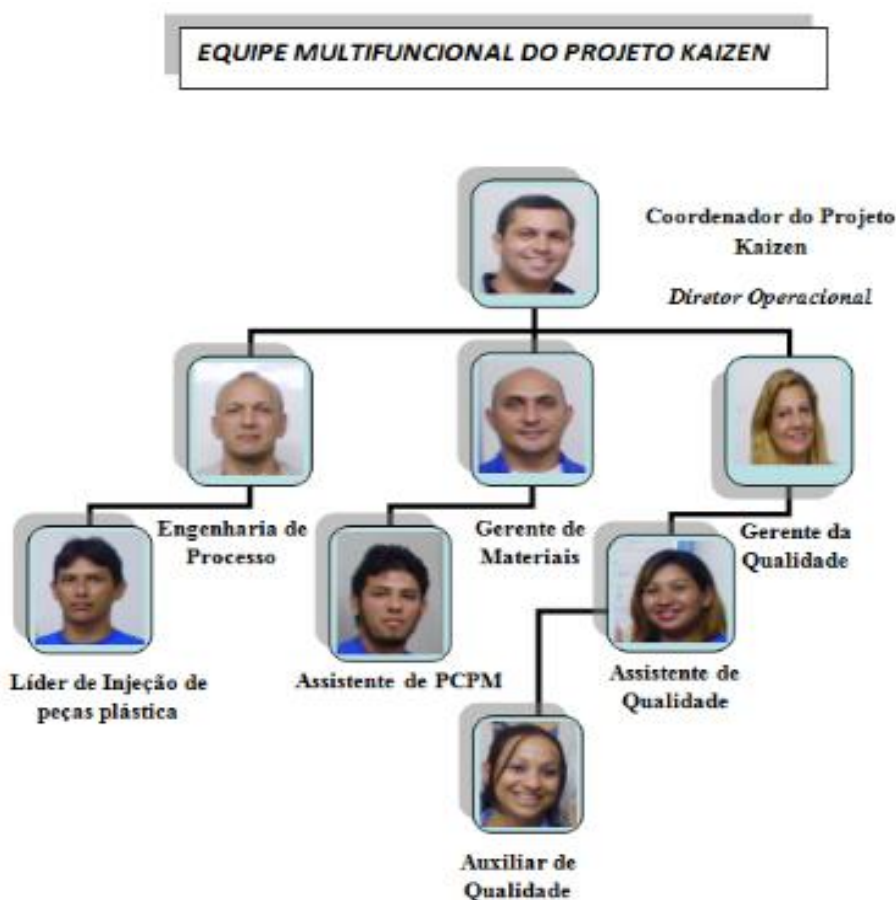 EQUIPE MULTIFUNCIONAL DO PROJETO KAIZEN
Coordenador do Projeto
Kaizen
Diretor Operacional
Engenharia de
Processo
Gerente de
Materiais
Gerente da
Qualidade
Líder de Injeção de
peças plástica
Assistente de PCPM
Assistente de
Qualidade
Auxiliar de
Qualidade